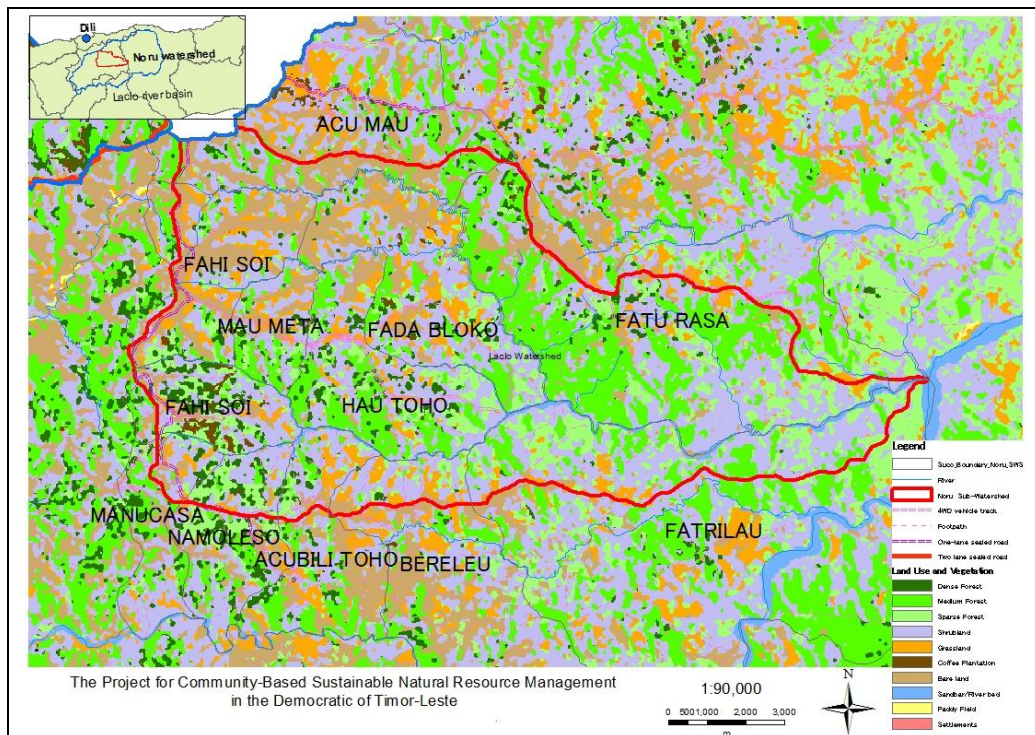 Dili
Noru watershed
Laclo river basin
ACU MAU
FAHI SOI
MAU META
FADA BLOKO
FATU RASA
Laclo Watershed
FAHI SOI
HAU TOHO
MANUCASA
NAMOLESO
ACUBILI TOHO
BERELEU
FATRILAU
Legend
Suco_Boundary_Noru_SWS
River
Noru Sub-Watershed
4WD vehicle track
Footpath
One-lane sealed road
Two lane sealed road
Land Use and Vegetation
Dense Forest
Medium Forest
Sparse Forest
Shrubland
Grassland
Coffee Plantation
Bare land
Sandbar/River bed
Paddy Field
Settlements
The Project for Community-Based Sustainable Natural Resource Management
in the Democratic of Timor-Leste
1:90,000
0 500 1,000 2,000 3,000
m
N